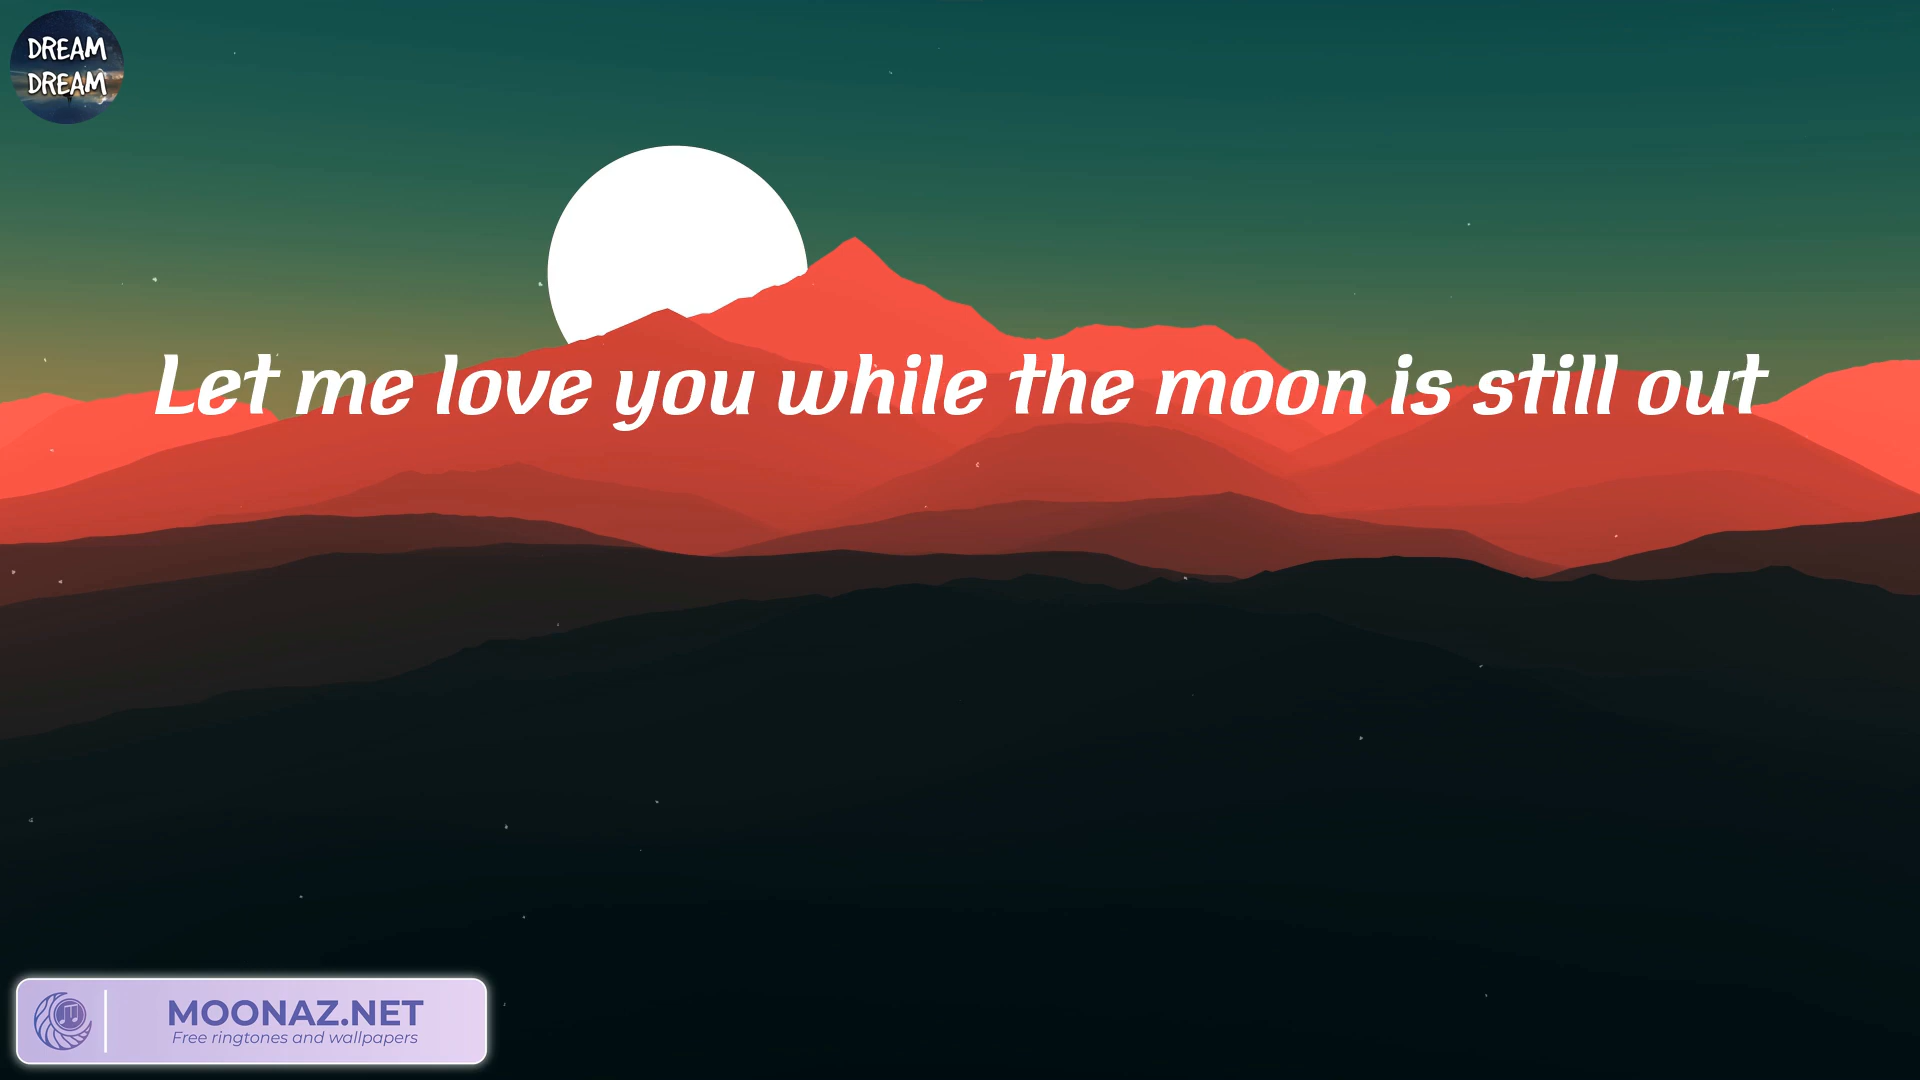 DREAM
DREAM
Let me love you while the moon is still out
MOONAZ.NET
Free ringtones and wallpapers